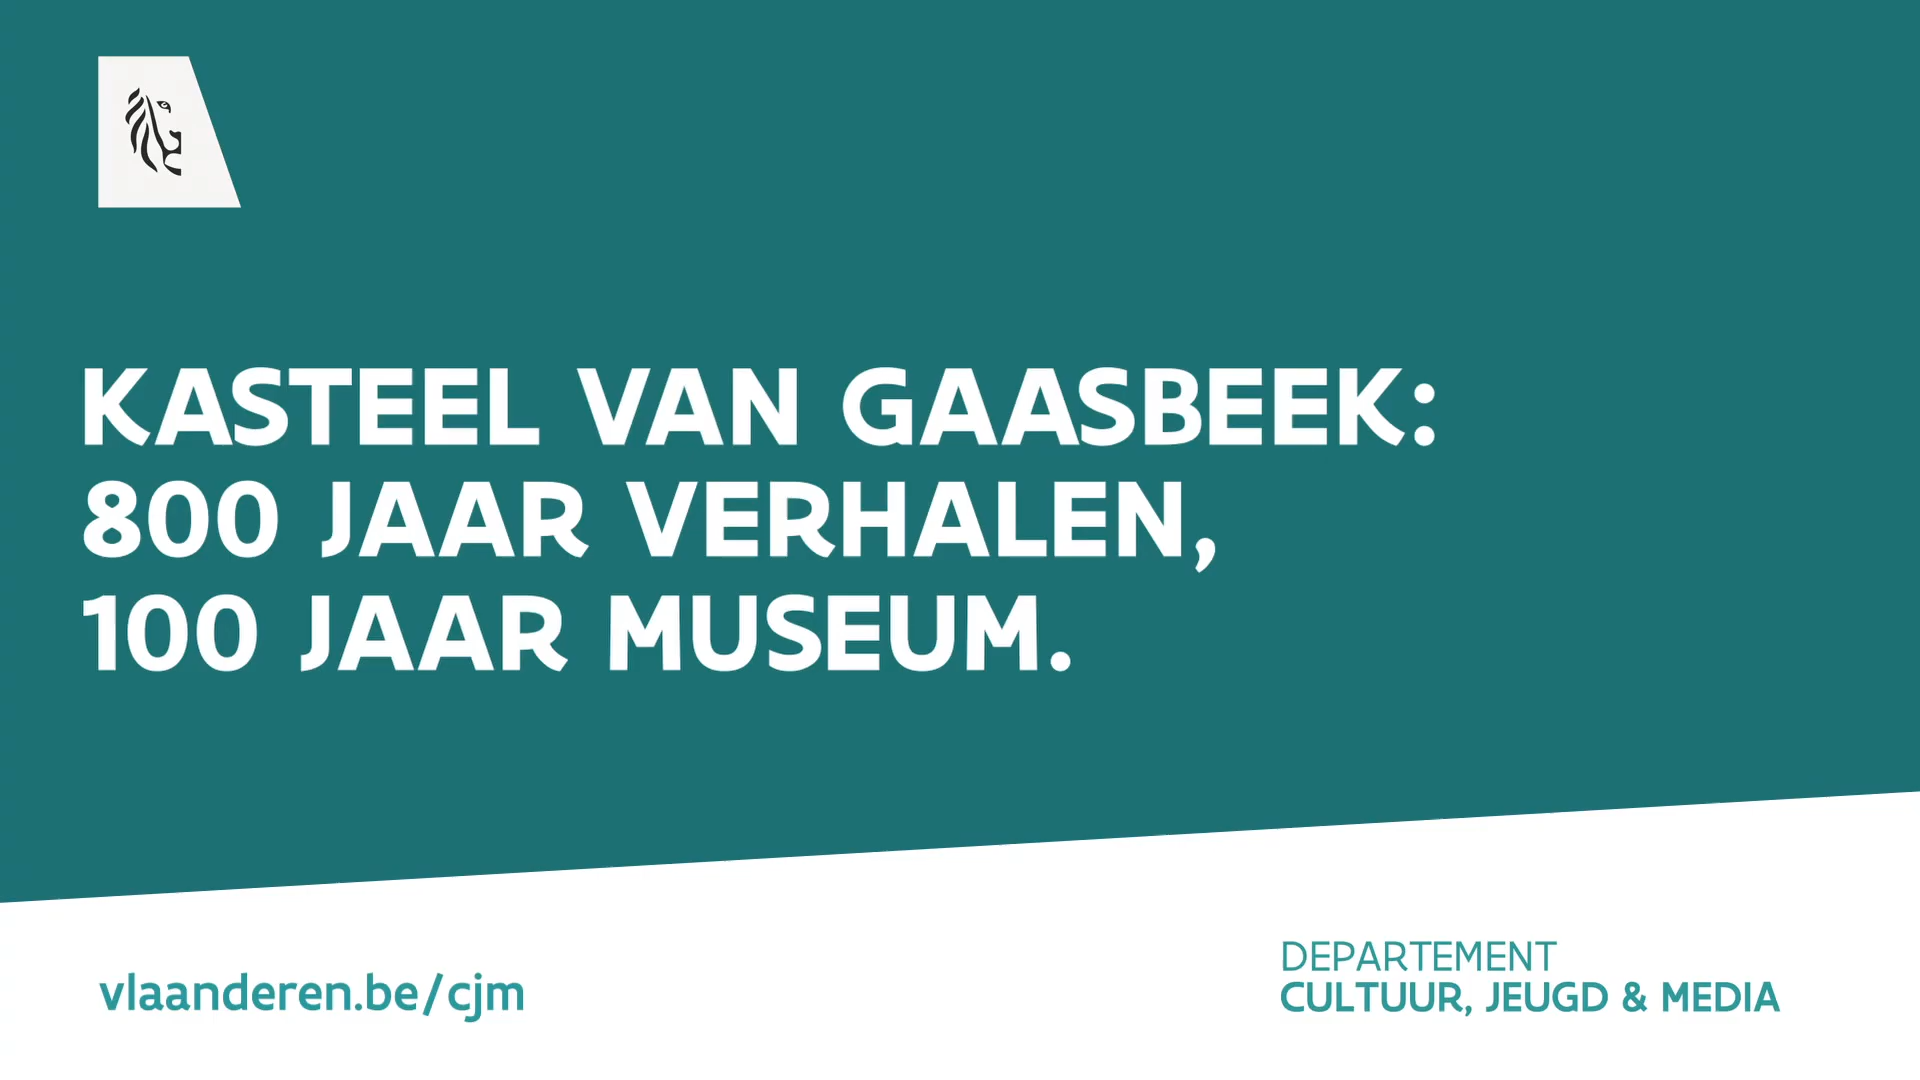 KASTEEL VAN GAASBEEK:
800 JAAR VERHALEN,
100 JAAR MUSEUM.
vlaanderen.be/cjm
DEPARTEMENT
CULTUUR, JEUGD & MEDIA